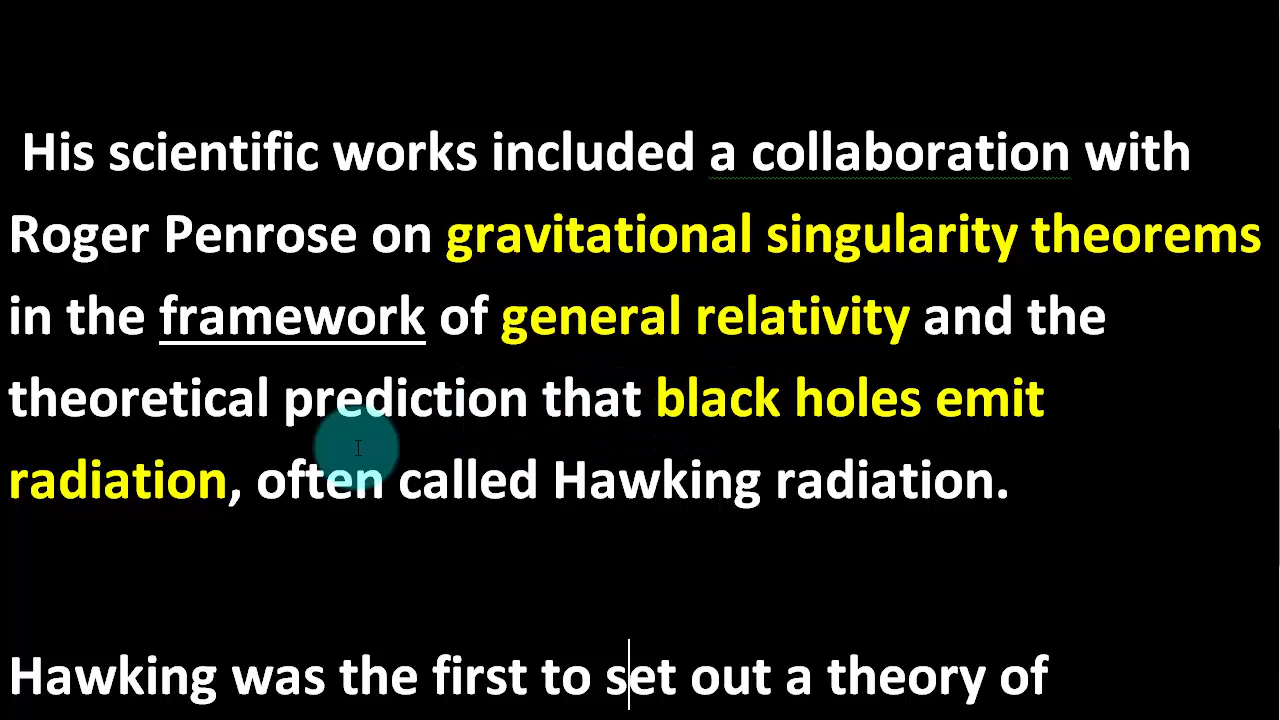 His scientific works included a collaboration with
Roger Penrose on gravitational singularity theorems
in the framework of general relativity and the
theoretical prediction that black holes emit
radiation, often called Hawking radiation.
Hawking was the first to set out a theory of